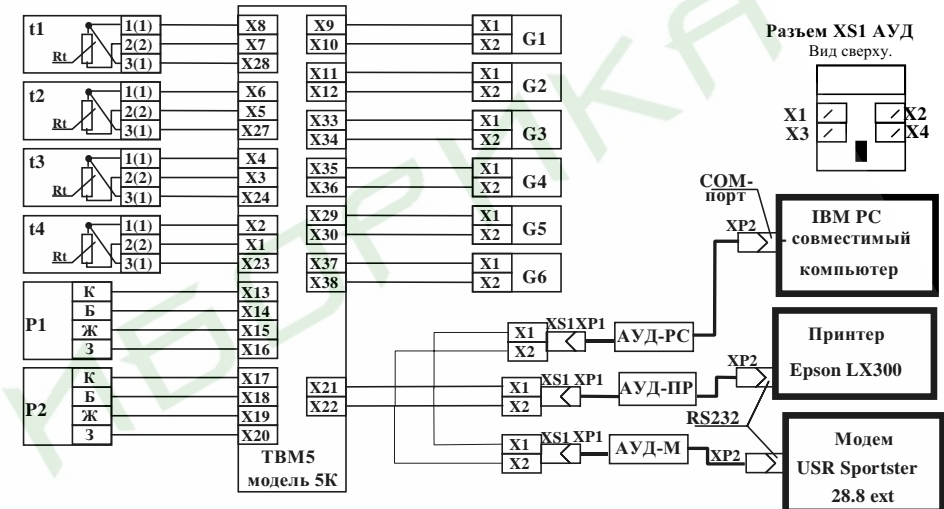 t1
Rt
1(1)
2(2)
3(1)
X8
X7
X28
t2
Rt
1(1)
2(2)
3(1)
X6
X5
X27
t3
Rt
1(1)
2(2)
3(1)
X4
X3
X24
t4
Rt
1(1)
2(2)
3(1)
X2
X1
X23
P1
К
Б
Ж
З
X13
X14
X15
X16
P2
К
Б
Ж
З
X17
X18
X19
X20
ТВМ5
модель 5К
X9
X10
X11
X12
X33
X34
X35
X36
X29
X30
X37
X38
X21
X22
X1
X2
G1
X1
X2
G2
X1
X2
G3
X1
X2
G4
X1
X2
G5
X1
X2
G6
Разъем XS1 АУД
Вид сверху.
X1
X2
X3
X4
COM-
порт
XP2
IBM PC
- совместимый
компьютер
X1
X2
XS1 XP1
АУД-РС
X1
X2
XS1 XP1
АУД-ПР
XP2
Принтер
Epson LX300
RS232
X1
X2
XS1 XP1
АУД-М
XP2
Модем
USR Sportster
28.8 ext
КБОРИКА